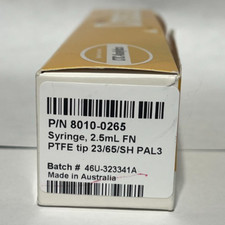 P/N 8010-0265
Syringe, 2.5mL FN
PTFE tip 23/65/SH PAL3
Batch # 46U-323341A
Made in Australia